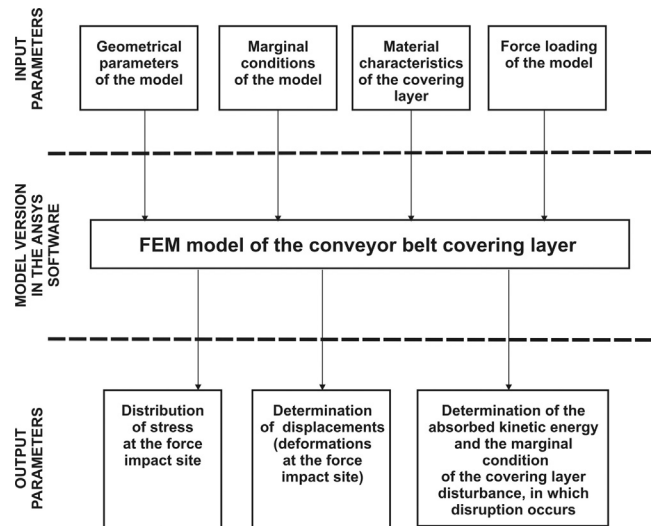 INPUT
PARAMETERS
Geometrical
parameters
of the model
Marginal
conditions
of the model
Material
characteristics
of the covering
layer
Force loading
of the model
MODEL VERSION
IN THE ANSYS
SOFTWARE
FEM model of the conveyor belt covering layer
OUTPUT
PARAMETERS
Distribution
of stress
at the force
impact site
Determination
of displacements
(deformations
at the force
impact site)
Determination of the
absorbed kinetic energy
and the marginal
condition
of the covering layer
disturbance, in which
disruption occurs